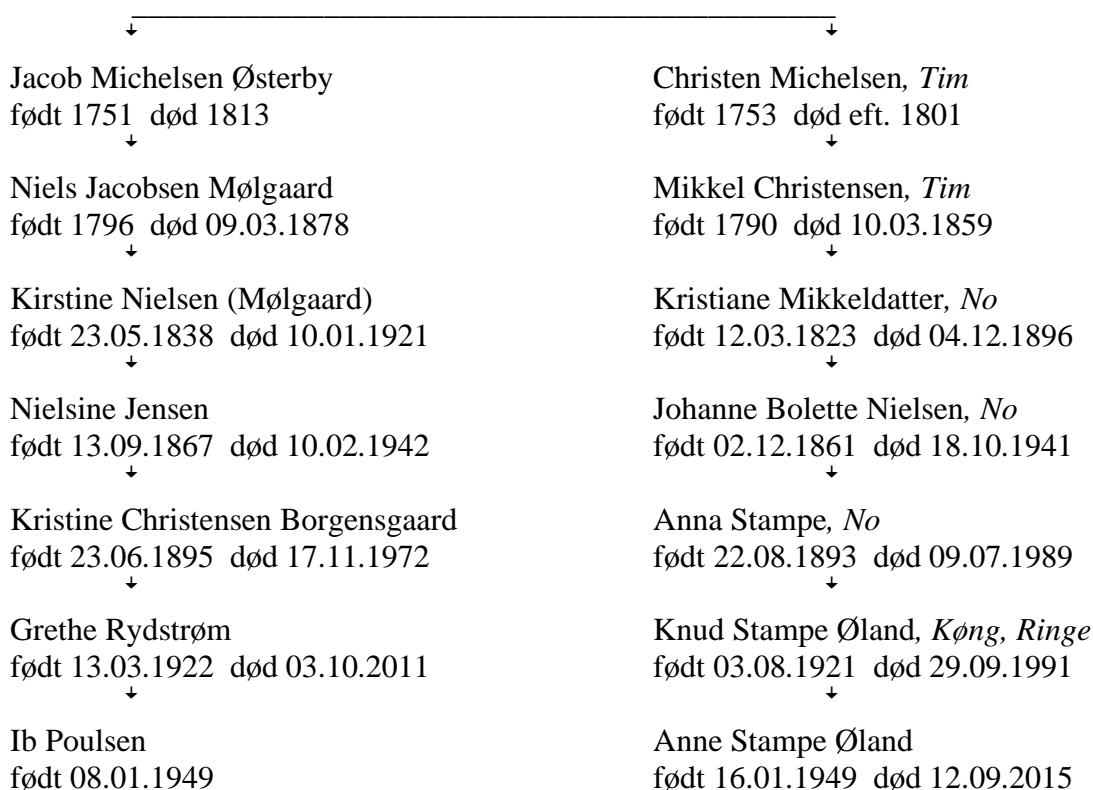 Jacob Michelsen Østerby
født 1751 død 1813
Niels Jacobsen Mølgaard
født 1796 død 09.03.1878
Kirstine Nielsen (Mølgaard)
født 23.05.1838 død 10.01.1921
Nielsine Jensen
født 13.09.1867 død 10.02.1942
Kristine Christensen Borgensgaard
født 23.06.1895 død 17.11.1972
Grethe Rydstrøm
født 13.03.1922 død 03.10.2011
Ib Poulsen
født 08.01.1949
Christen Michelsen, Tim
født 1753 død eft. 1801
Mikkel Christensen, Tim
født 1790 død 10.03.1859
Kristiane Mikkeldatter, No
født 12.03.1823 død 04.12.1896
Johanne Bolette Nielsen, No
født 02.12.1861 død 18.10.1941
Anna Stampe, No
født 22.08.1893 død 09.07.1989
Knud Stampe Øland, Køng, Ringe
født 03.08.1921 død 29.09.1991
Anne Stampe Øland
født 16.01.1949 død 12.09.2015